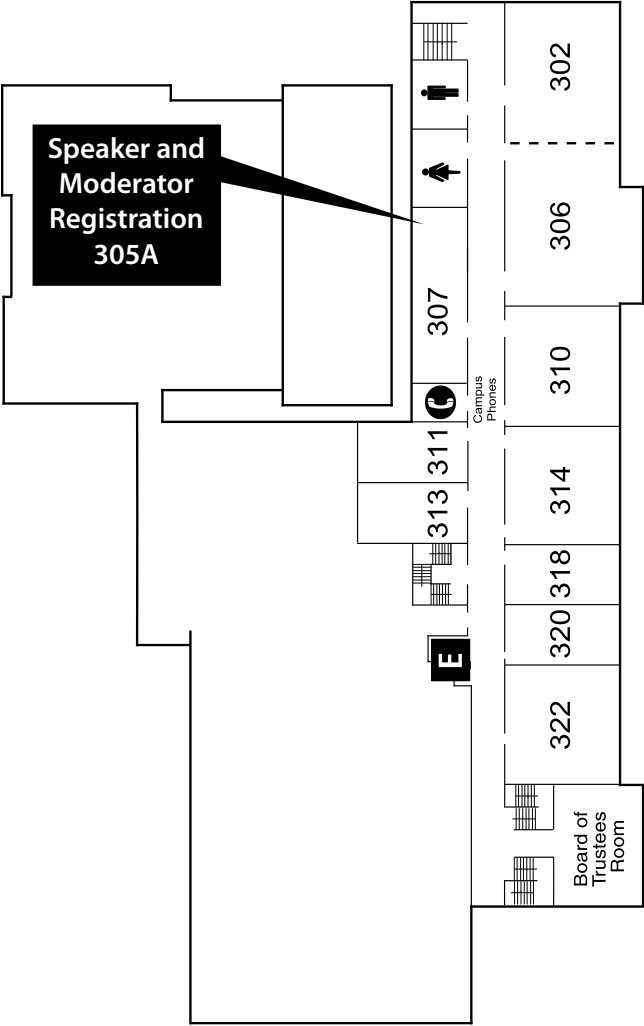 302
Speaker and
Moderator
Registration
305A
306
307
310
Campus
Phones
311
314
313
318
320
E
322
Board of
Trustees
Room